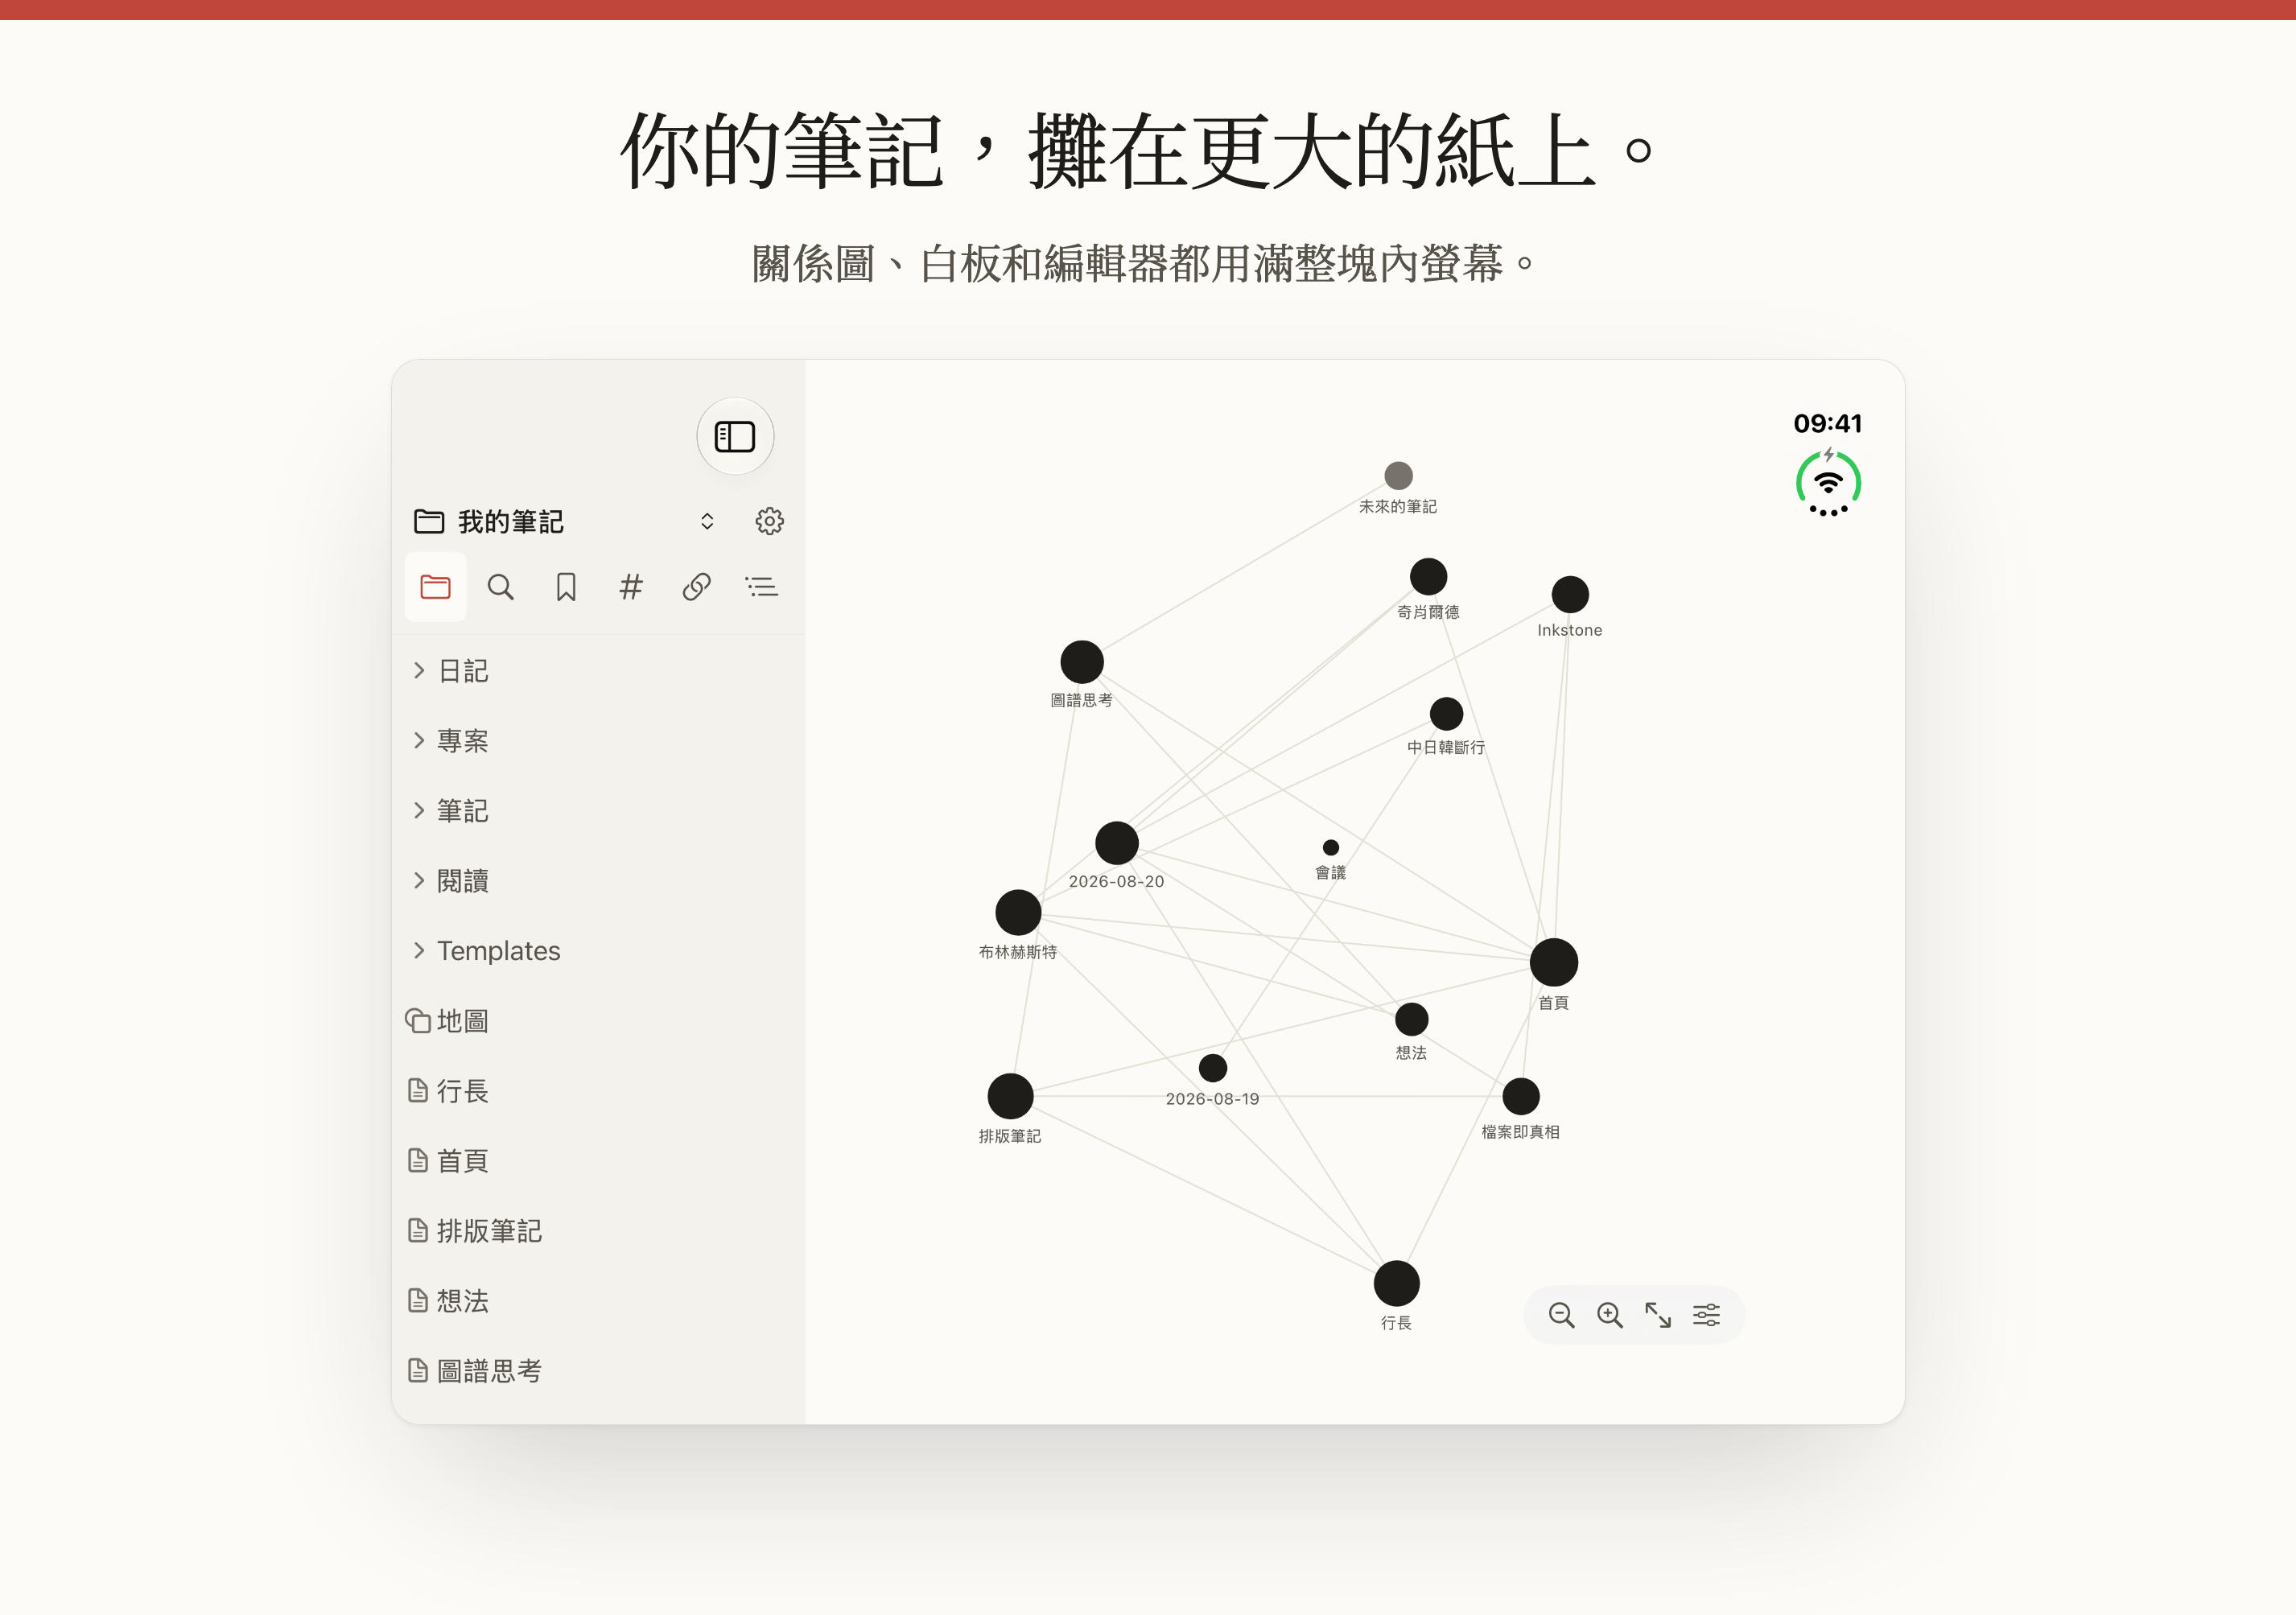 你的筆記，攤在更大的紙上。
關係圖、白板和編輯器都用滿整塊內螢幕。
我的筆記
日記
專案
筆記
閱讀
Templates
地圖
行長
首頁
排版筆記
想法
圖譜思考
09:41
未來的筆記
奇肖爾德
Inkstone
圖譜思考
中日韓斷行
會議
2026-08-20
布林赫斯特
首頁
想法
2026-08-19
排版筆記
檔案即真相
行長